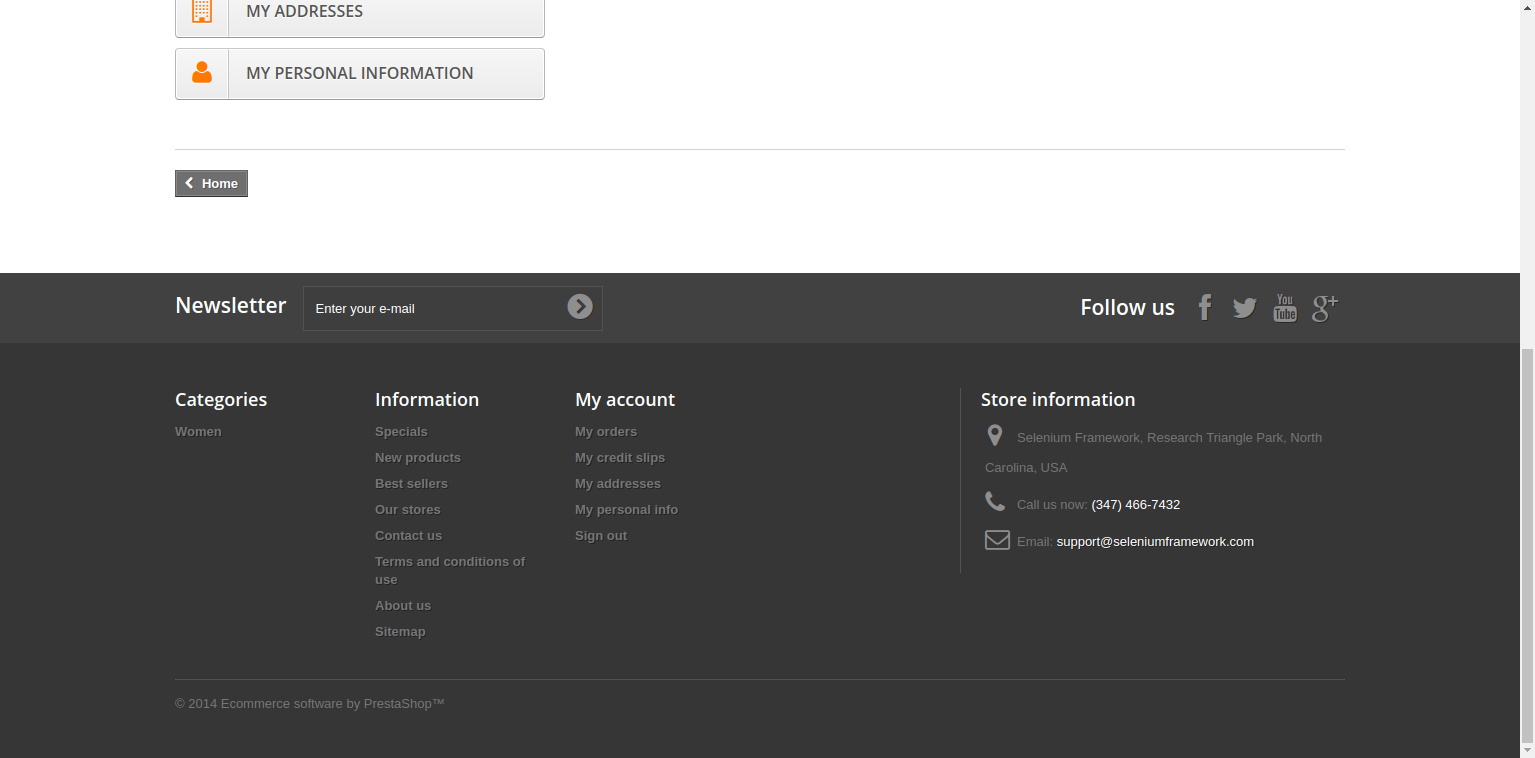 MY ADDRESSES
MY PERSONAL INFORMATION
Home
Newsletter
Enter your e-mail
Follow us
You
Tube
Categories
Women
Information
Specials
New products
Best sellers
Our stores
Contact us
Terms and conditions of
use
About us
Sitemap
My account
My orders
My credit slips
My addresses
My personal info
Sign out
Store information
Selenium Framework, Research Triangle Park, North
Carolina, USA
Call us now: (347) 466-7432
Email: support@seleniumframework.com
© 2014 Ecommerce software by PrestaShop™